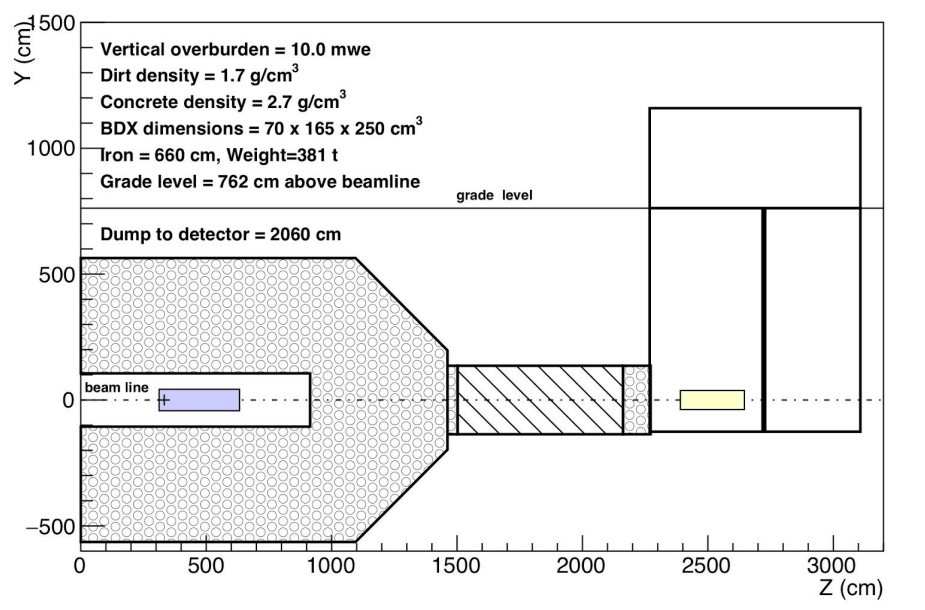 Y (cm)
1500
Vertical overburden = 10.0 mwe
Dirt density = 1.7 g/cm³
Concrete density = 2.7 g/cm³
BDX dimensions = 70 x 165 x 250 cm³
1000
Iron = 660 cm, Weight=381 t
Grade level = 762 cm above beamline
grade level
Dump to detector = 2060 cm
500
beam line
0
−500
0 500 1000 1500 2000 2500 3000
Z (cm)